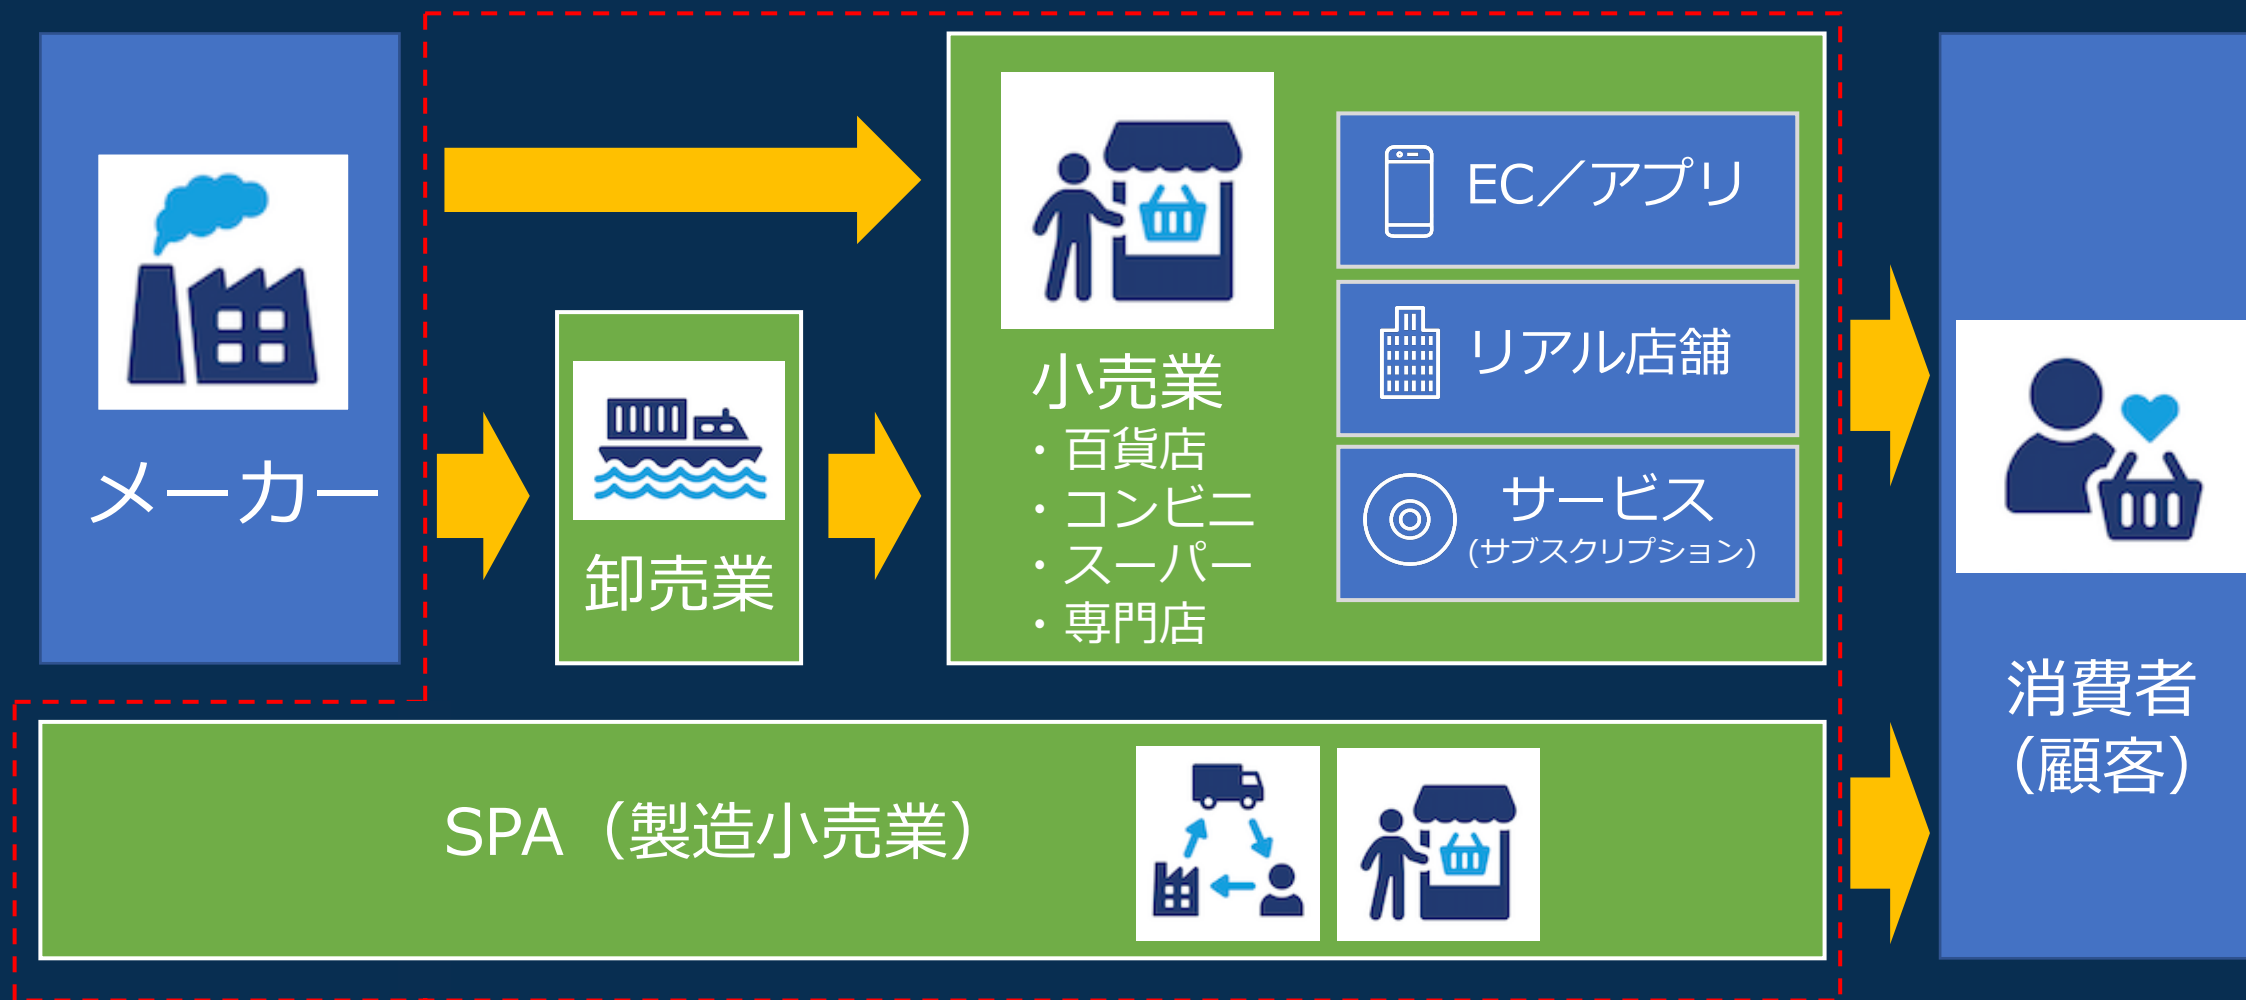 メーカー
卸売業
小売業
・百貨店
・コンビニ
・スーパー
・専門店
EC／アプリ
リアル店舗
サービス
(サブスクリプション)
SPA（製造小売業）
消費者
（顧客）